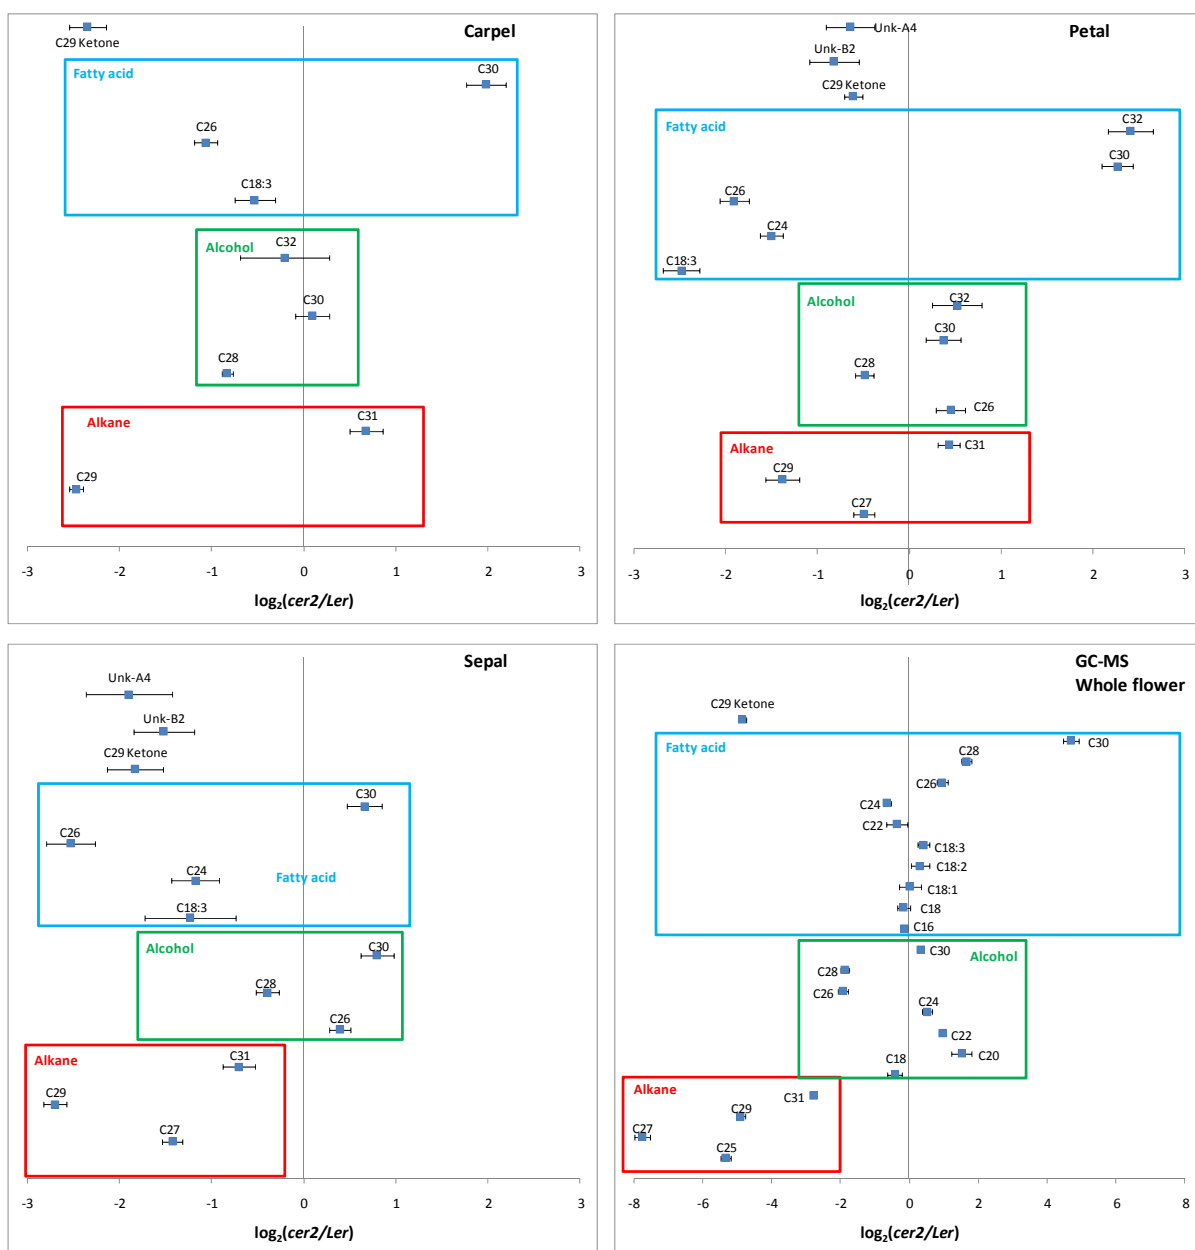 Carpel
C29 Ketone
Fatty acid
C30
C26
C18:3
Alcohol
C32
C30
C28
Alkane
C31
C29
-3 -2 -1 0 1 2 3
log₂(cer2/Ler)
Petal
Unk-A4
Unk-B2
C29 Ketone
Fatty acid
C32
C30
C26
C24
C18:3
Alcohol
C32
C30
C28
C26
Alkane
C31
C29
C27
-3 -2 -1 0 1 2 3
log₂(cer2/Ler)
Sepal
Unk-A4
Unk-B2
C29 Ketone
C30
C26
C24
Fatty acid
C18:3
Alcohol
C30
C28
C26
Alkane
C31
C29
C27
-3 -2 -1 0 1 2 3
log₂(cer2/Ler)
GC-MS
Whole flower
C29 Ketone
Fatty acid
C30
C28
C26
C24
C22
C18:3
C18:2
C18:1
C18
C16
C30
Alcohol
C28
C26
C24
C22
C20
C18
Alkane
C31
C29
C27
C25
-8 -6 -4 -2 0 2 4 6 8
log₂(cer2/Ler)